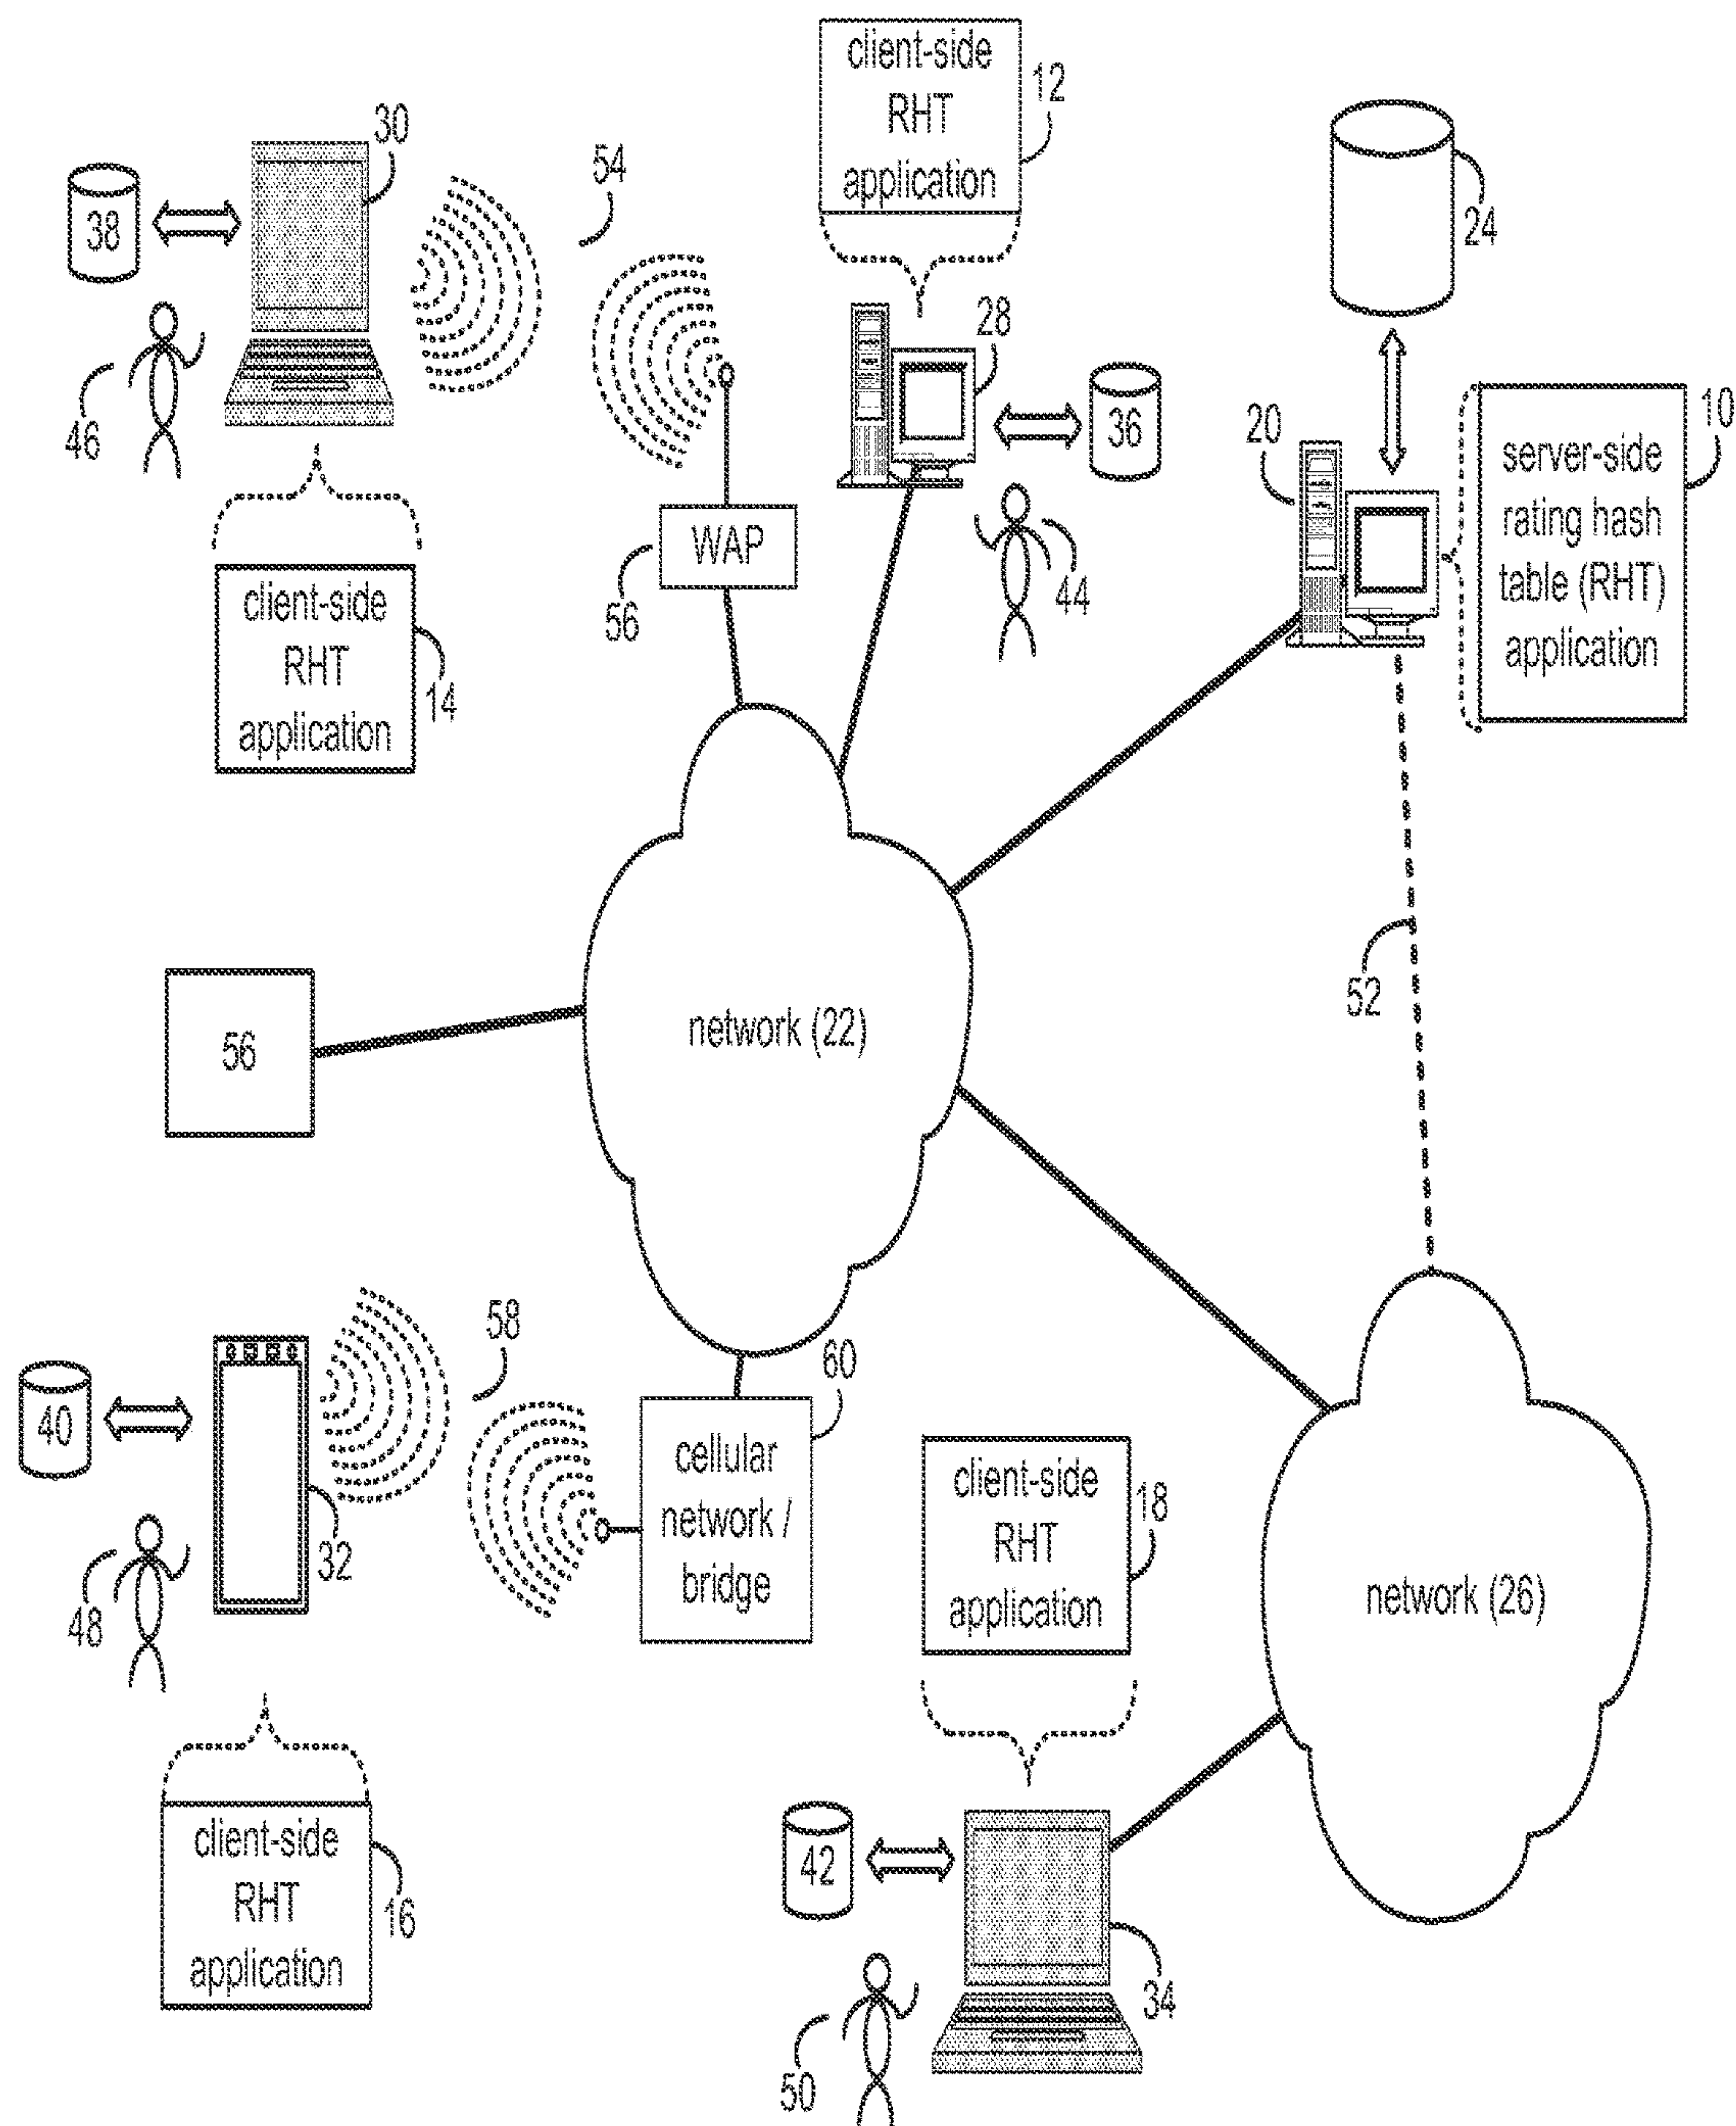 client-side
RHT
application
12
30
54
38
24
28
36
46
20
10
server-side
rating hash
table (RHT)
application
WAP
56
44
client-side
RHT
application
14
52
56
network (22)
58
60
40
32
48
cellular
network /
bridge
client-side
RHT
application
18
network (26)
client-side
RHT
application
16
42
34
50